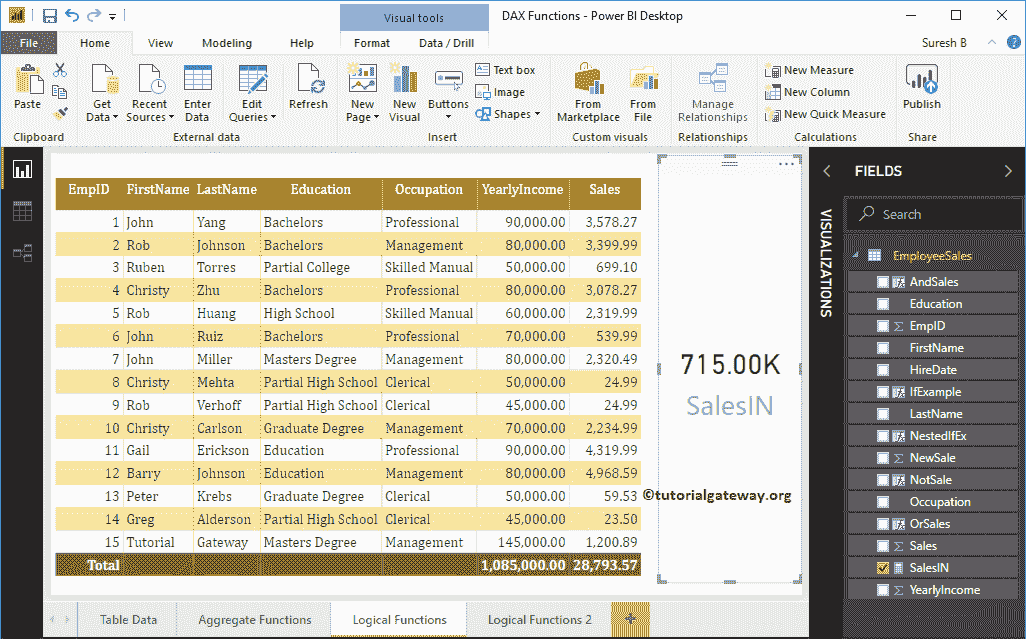 DAX Functions - Power BI Desktop
Visual tools
File Home View Modeling Help Format Data / Drill Suresh B
Paste
Get Data
Recent Sources
Enter Data
Edit Queries
Refresh
New Page
New Visual
Buttons
Text box
Image
Shapes
From Marketplace
From File
Manage Relationships
New Measure
New Column
New Quick Measure
Publish
Clipboard External data Insert Custom visuals Relationships Calculations Share
EmpID FirstName LastName Education Occupation YearlyIncome Sales
1 John Yang Bachelors Professional 90,000.00 3,578.27
2 Rob Johnson Bachelors Management 80,000.00 3,399.99
3 Ruben Torres Partial College Skilled Manual 50,000.00 699.10
4 Christy Zhu Bachelors Professional 80,000.00 3,078.27
5 Rob Huang High School Skilled Manual 60,000.00 2,319.99
6 John Ruiz Bachelors Professional 70,000.00 539.99
7 John Miller Masters Degree Management 80,000.00 2,320.49
8 Christy Mehta Partial High School Clerical 50,000.00 24.99
9 Rob Verhoff Partial High School Clerical 45,000.00 24.99
10 Christy Carlson Graduate Degree Management 70,000.00 2,234.99
11 Gail Erickson Education Professional 90,000.00 4,319.99
12 Barry Johnson Education Management 80,000.00 4,968.59
13 Peter Krebs Graduate Degree Clerical 50,000.00 59.53
14 Greg Alderson Partial High School Clerical 45,000.00 23.50
15 Tutorial Gateway Masters Degree Management 145,000.00 1,200.89
Total 1,085,000.00 28,793.57
715.00K
SalesIN
©tutorialgateway.org
VISUALIZATIONS
FIELDS
Search
EmployeeSales
AndSales
Education
EmpID
FirstName
HireDate
IfExample
LastName
NestedIfEx
NewSale
NotSale
Occupation
OrSales
Sales
SalesIN
YearlyIncome
Table Data Aggregate Functions Logical Functions Logical Functions 2 +